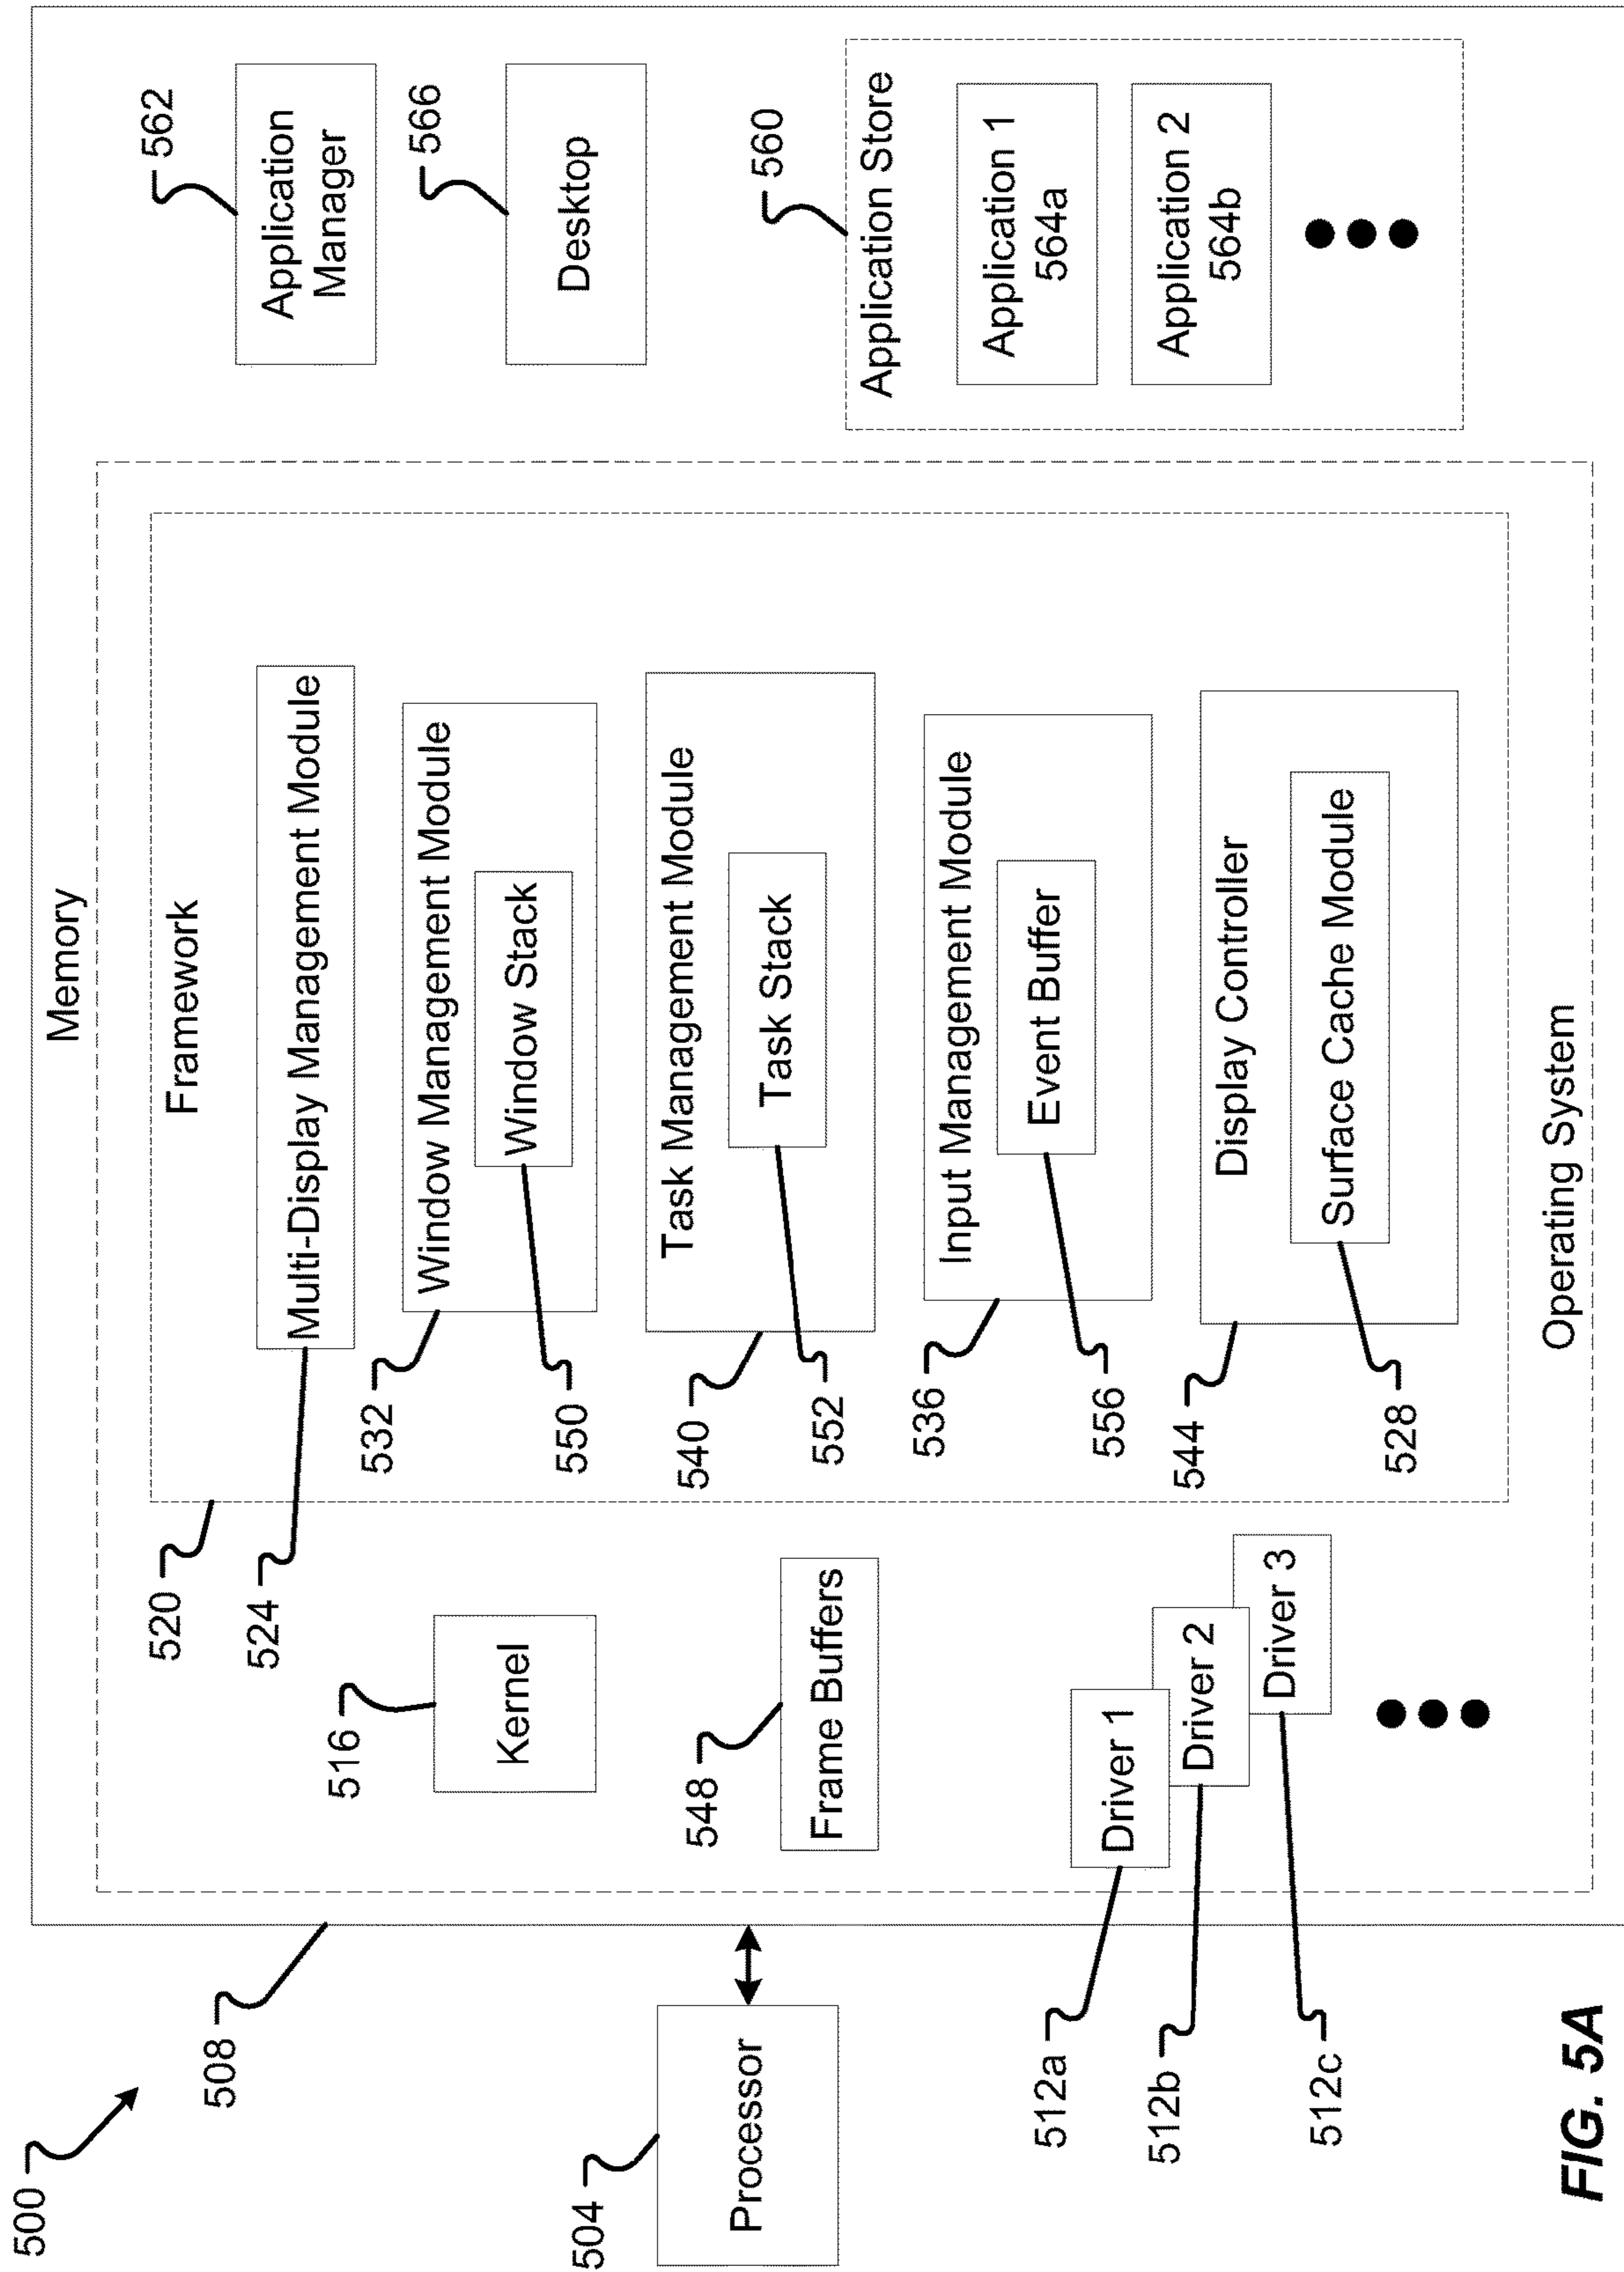 500
508
Memory
504
Processor
Operating System
516
Kernel
548
Frame Buffers
512a
Driver 1
512b
Driver 2
512c
Driver 3
520
Framework
524
Multi-Display Management Module
532
Window Management Module
550
Window Stack
540
Task Management Module
552
Task Stack
536
Input Management Module
556
Event Buffer
544
Display Controller
528
Surface Cache Module
562
Application
Manager
566
Desktop
560
Application Store
Application 1
564a
Application 2
564b
FIG. 5A